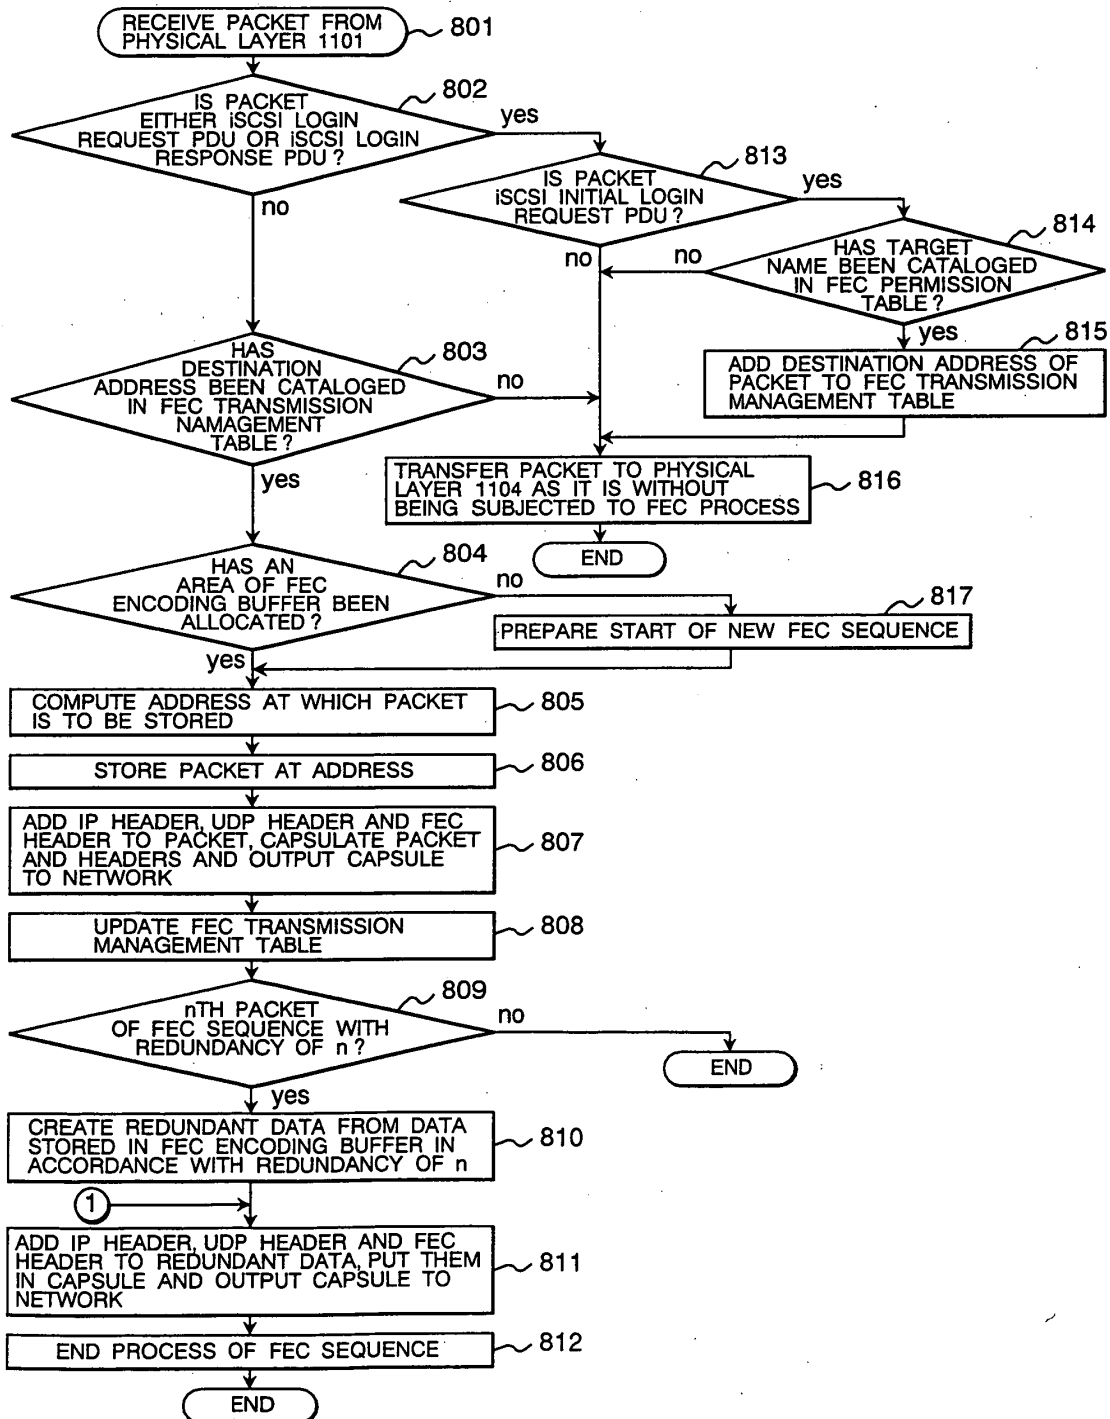 RECEIVE PACKET FROM
PHYSICAL LAYER 1101
801
802
IS PACKET
EITHER iSCSI LOGIN
REQUEST PDU OR iSCSI LOGIN
RESPONSE PDU?
yes
no
813
IS PACKET
iSCSI INITIAL LOGIN
REQUEST PDU?
yes
no
814
HAS TARGET
NAME BEEN CATALOGED
IN FEC PERMISSION
TABLE?
no
yes
815
ADD DESTINATION ADDRESS OF
PACKET TO FEC TRANSMISSION
MANAGEMENT TABLE
803
HAS
DESTINATION
ADDRESS BEEN CATALOGED
IN FEC TRANSMISSION
NAMAGEMENT
TABLE?
no
yes
TRANSFER PACKET TO PHYSICAL
LAYER 1104 AS IT IS WITHOUT
BEING SUBJECTED TO FEC PROCESS
816
END
804
HAS AN
AREA OF FEC
ENCODING BUFFER BEEN
ALLOCATED?
no
yes
817
PREPARE START OF NEW FEC SEQUENCE
COMPUTE ADDRESS AT WHICH PACKET
IS TO BE STORED
805
STORE PACKET AT ADDRESS
806
ADD IP HEADER, UDP HEADER AND FEC
HEADER TO PACKET, CAPSULATE PACKET
AND HEADERS AND OUTPUT CAPSULE
TO NETWORK
807
UPDATE FEC TRANSMISSION
MANAGEMENT TABLE
808
809
nTH PACKET
OF FEC SEQUENCE WITH
REDUNDANCY OF n?
no
END
yes
CREATE REDUNDANT DATA FROM DATA
STORED IN FEC ENCODING BUFFER IN
ACCORDANCE WITH REDUNDANCY OF n
810
1
ADD IP HEADER, UDP HEADER AND FEC
HEADER TO REDUNDANT DATA, PUT THEM
IN CAPSULE AND OUTPUT CAPSULE TO
NETWORK
811
END PROCESS OF FEC SEQUENCE
812
END